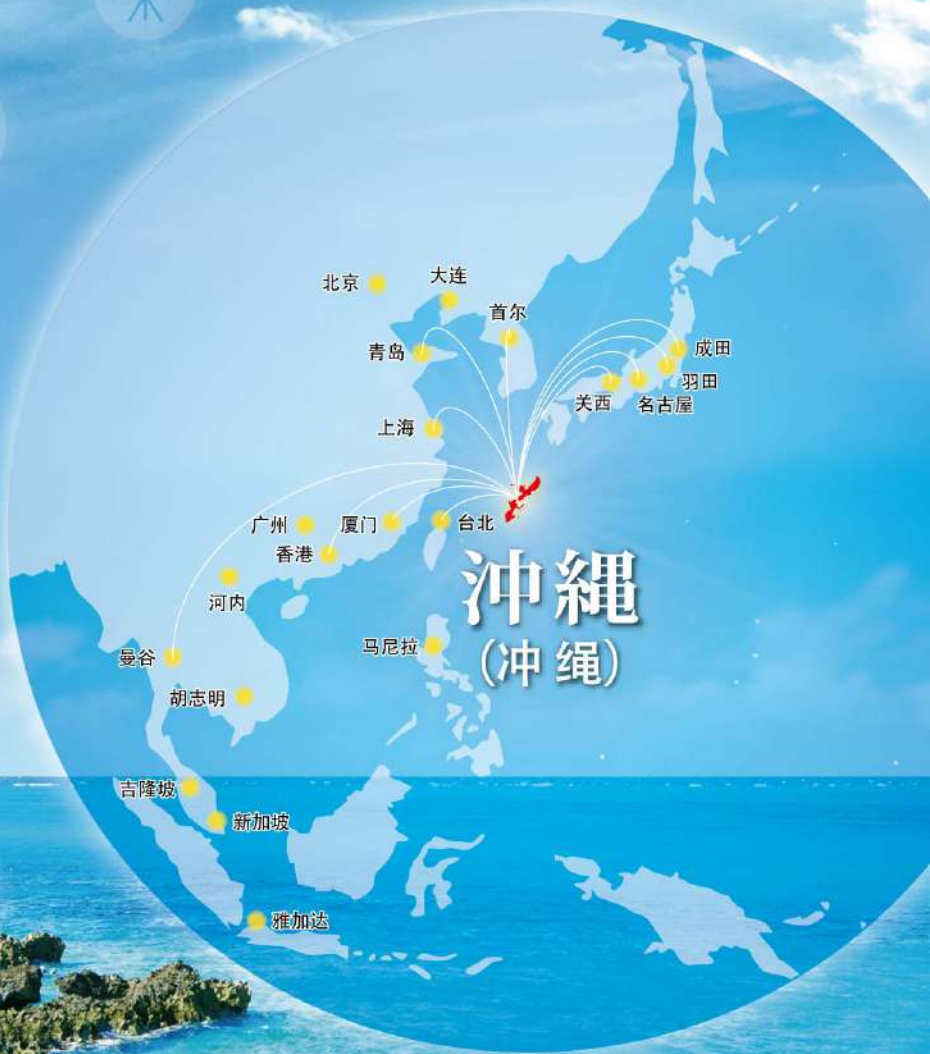 北京
大连
首尔
青岛
成田
羽田
关西
名古屋
上海
广州
厦门
台北
香港
沖縄
(冲绳)
河内
马尼拉
曼谷
胡志明
吉隆坡
新加坡
雅加达